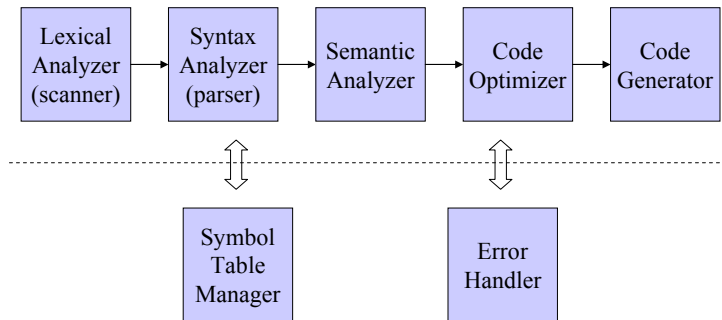 Lexical
Analyzer
(scanner)
Syntax
Analyzer
(parser)
Semantic
Analyzer
Code
Optimizer
Code
Generator
Symbol
Table
Manager
Error
Handler